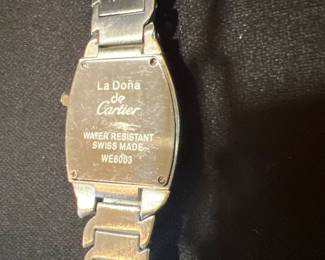 La Doña
de
Cartier
WATER RESISTANT
SWISS MADE
WE6003